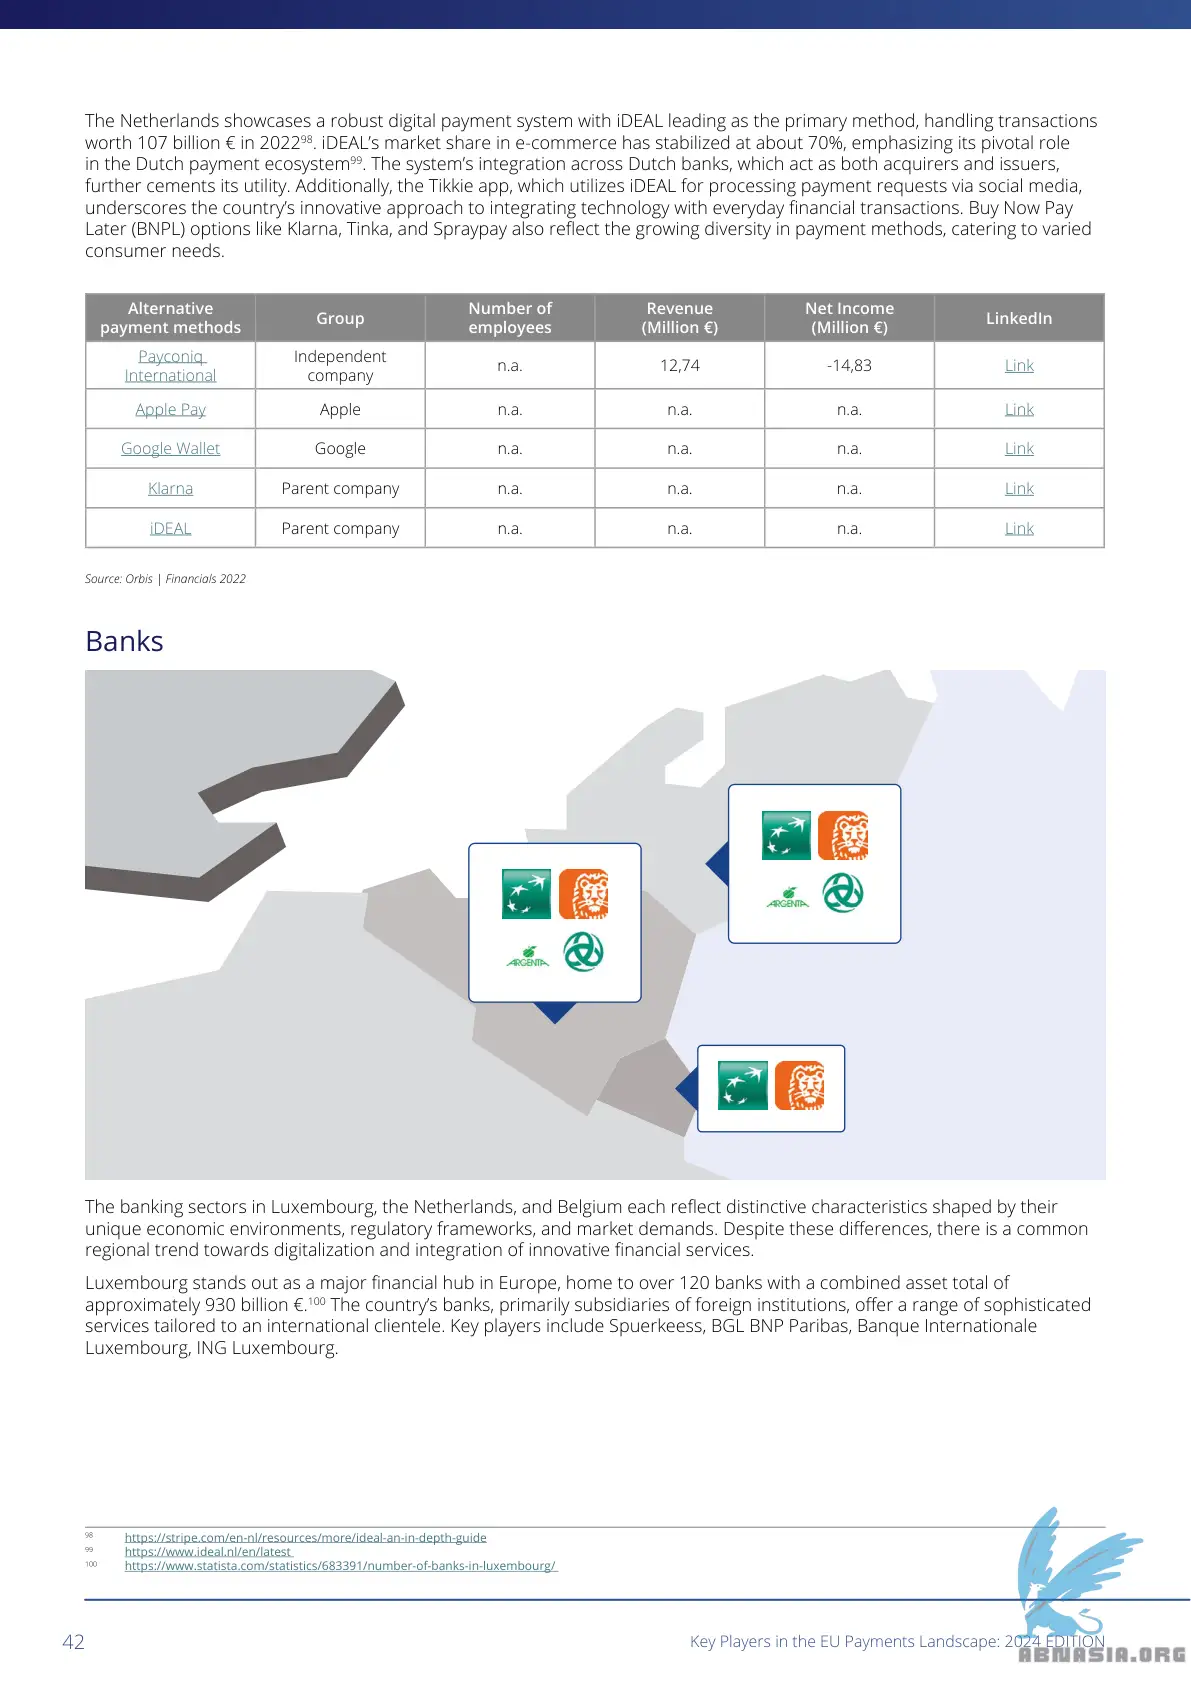 The Netherlands showcases a robust digital payment system with iDEAL leading as the primary method, handling transactions
worth 107 billion € in 2022⁹⁸. iDEAL’s market share in e-commerce has stabilized at about 70%, emphasizing its pivotal role
in the Dutch payment ecosystem⁹⁹. The system’s integration across Dutch banks, which act as both acquirers and issuers,
further cements its utility. Additionally, the Tikkie app, which utilizes iDEAL for processing payment requests via social media,
underscores the country’s innovative approach to integrating technology with everyday financial transactions. Buy Now Pay
Later (BNPL) options like Klarna, Tinka, and Spraypay also reflect the growing diversity in payment methods, catering to varied
consumer needs.
Alternative payment methods Group Number of employees Revenue (Million €) Net Income (Million €) LinkedIn
Payconiq International Independent company n.a. 12,74 -14,83 Link
Apple Pay Apple n.a. n.a. n.a. Link
Google Wallet Google n.a. n.a. n.a. Link
Klarna Parent company n.a. n.a. n.a. Link
iDEAL Parent company n.a. n.a. n.a. Link
Source: Orbis | Financials 2022
Banks
ARGENTA
ARGENTA
The banking sectors in Luxembourg, the Netherlands, and Belgium each reflect distinctive characteristics shaped by their
unique economic environments, regulatory frameworks, and market demands. Despite these differences, there is a common
regional trend towards digitalization and integration of innovative financial services.
Luxembourg stands out as a major financial hub in Europe, home to over 120 banks with a combined asset total of
approximately 930 billion €.¹⁰⁰ The country’s banks, primarily subsidiaries of foreign institutions, offer a range of sophisticated
services tailored to an international clientele. Key players include Spuerkeess, BGL BNP Paribas, Banque Internationale
Luxembourg, ING Luxembourg.
98 https://stripe.com/en-nl/resources/more/ideal-an-in-depth-guide
99 https://www.ideal.nl/en/latest
100 https://www.statista.com/statistics/683391/number-of-banks-in-luxembourg/
42
Key Players in the EU Payments Landscape: 2024 EDITION
ABNASIA.ORG